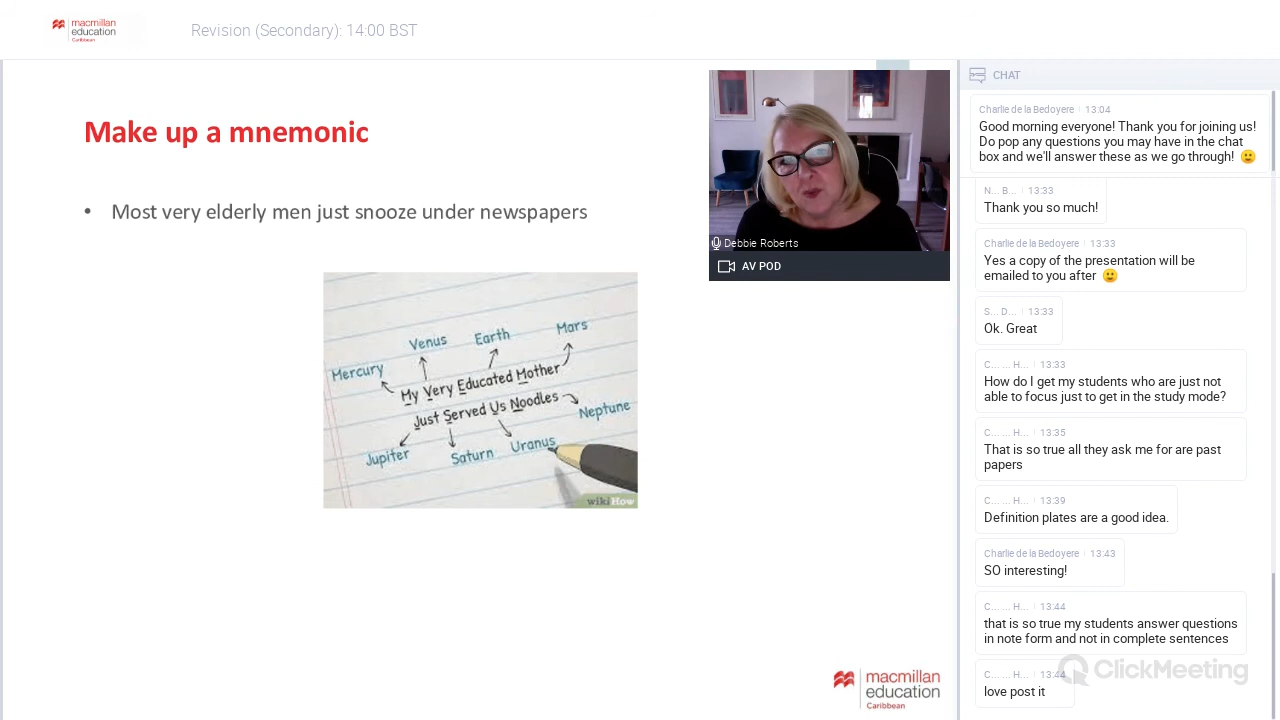 macmillan
education
Caribbean
Revision (Secondary): 14:00 BST
Make up a mnemonic
• Most very elderly men just snooze under newspapers
Mercury
Venus
Earth
Mars
My Very Educated Mother
Just Served Us Noodles
Neptune
Jupiter
Saturn
Uranus
wikiHow
Debbie Roberts
AV POD
macmillan
education
Caribbean
CHAT
Charlie de la Bedoyere 13:04
Good morning everyone! Thank you for joining us!
Do pop any questions you may have in the chat
box and we'll answer these as we go through! 🙂
N... B... 13:33
Thank you so much!
Charlie de la Bedoyere 13:33
Yes a copy of the presentation will be
emailed to you after 🙂
S... D... 13:33
Ok. Great
C... ... H... 13:33
How do I get my students who are just not
able to focus just to get in the study mode?
C... ... H... 13:35
That is so true all they ask me for are past
papers
C... ... H... 13:39
Definition plates are a good idea.
Charlie de la Bedoyere 13:43
SO interesting!
C... ... H... 13:44
that is so true my students answer questions
in note form and not in complete sentences
C... ... H... 13:44
love post it
ClickMeeting